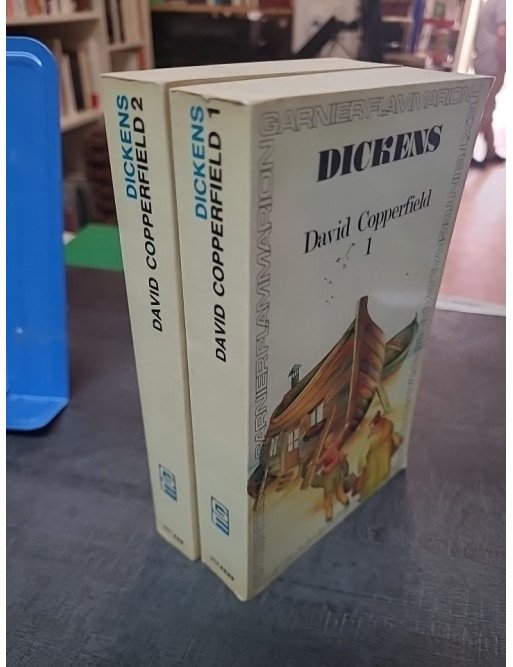 DICKENS
DAVID COPPERFIELD 2
DICKENS
DAVID COPPERFIELD 1
GARNIER FLAMMARION
GARNIER FLAMMARION
DICKENS
David Copperfield
1